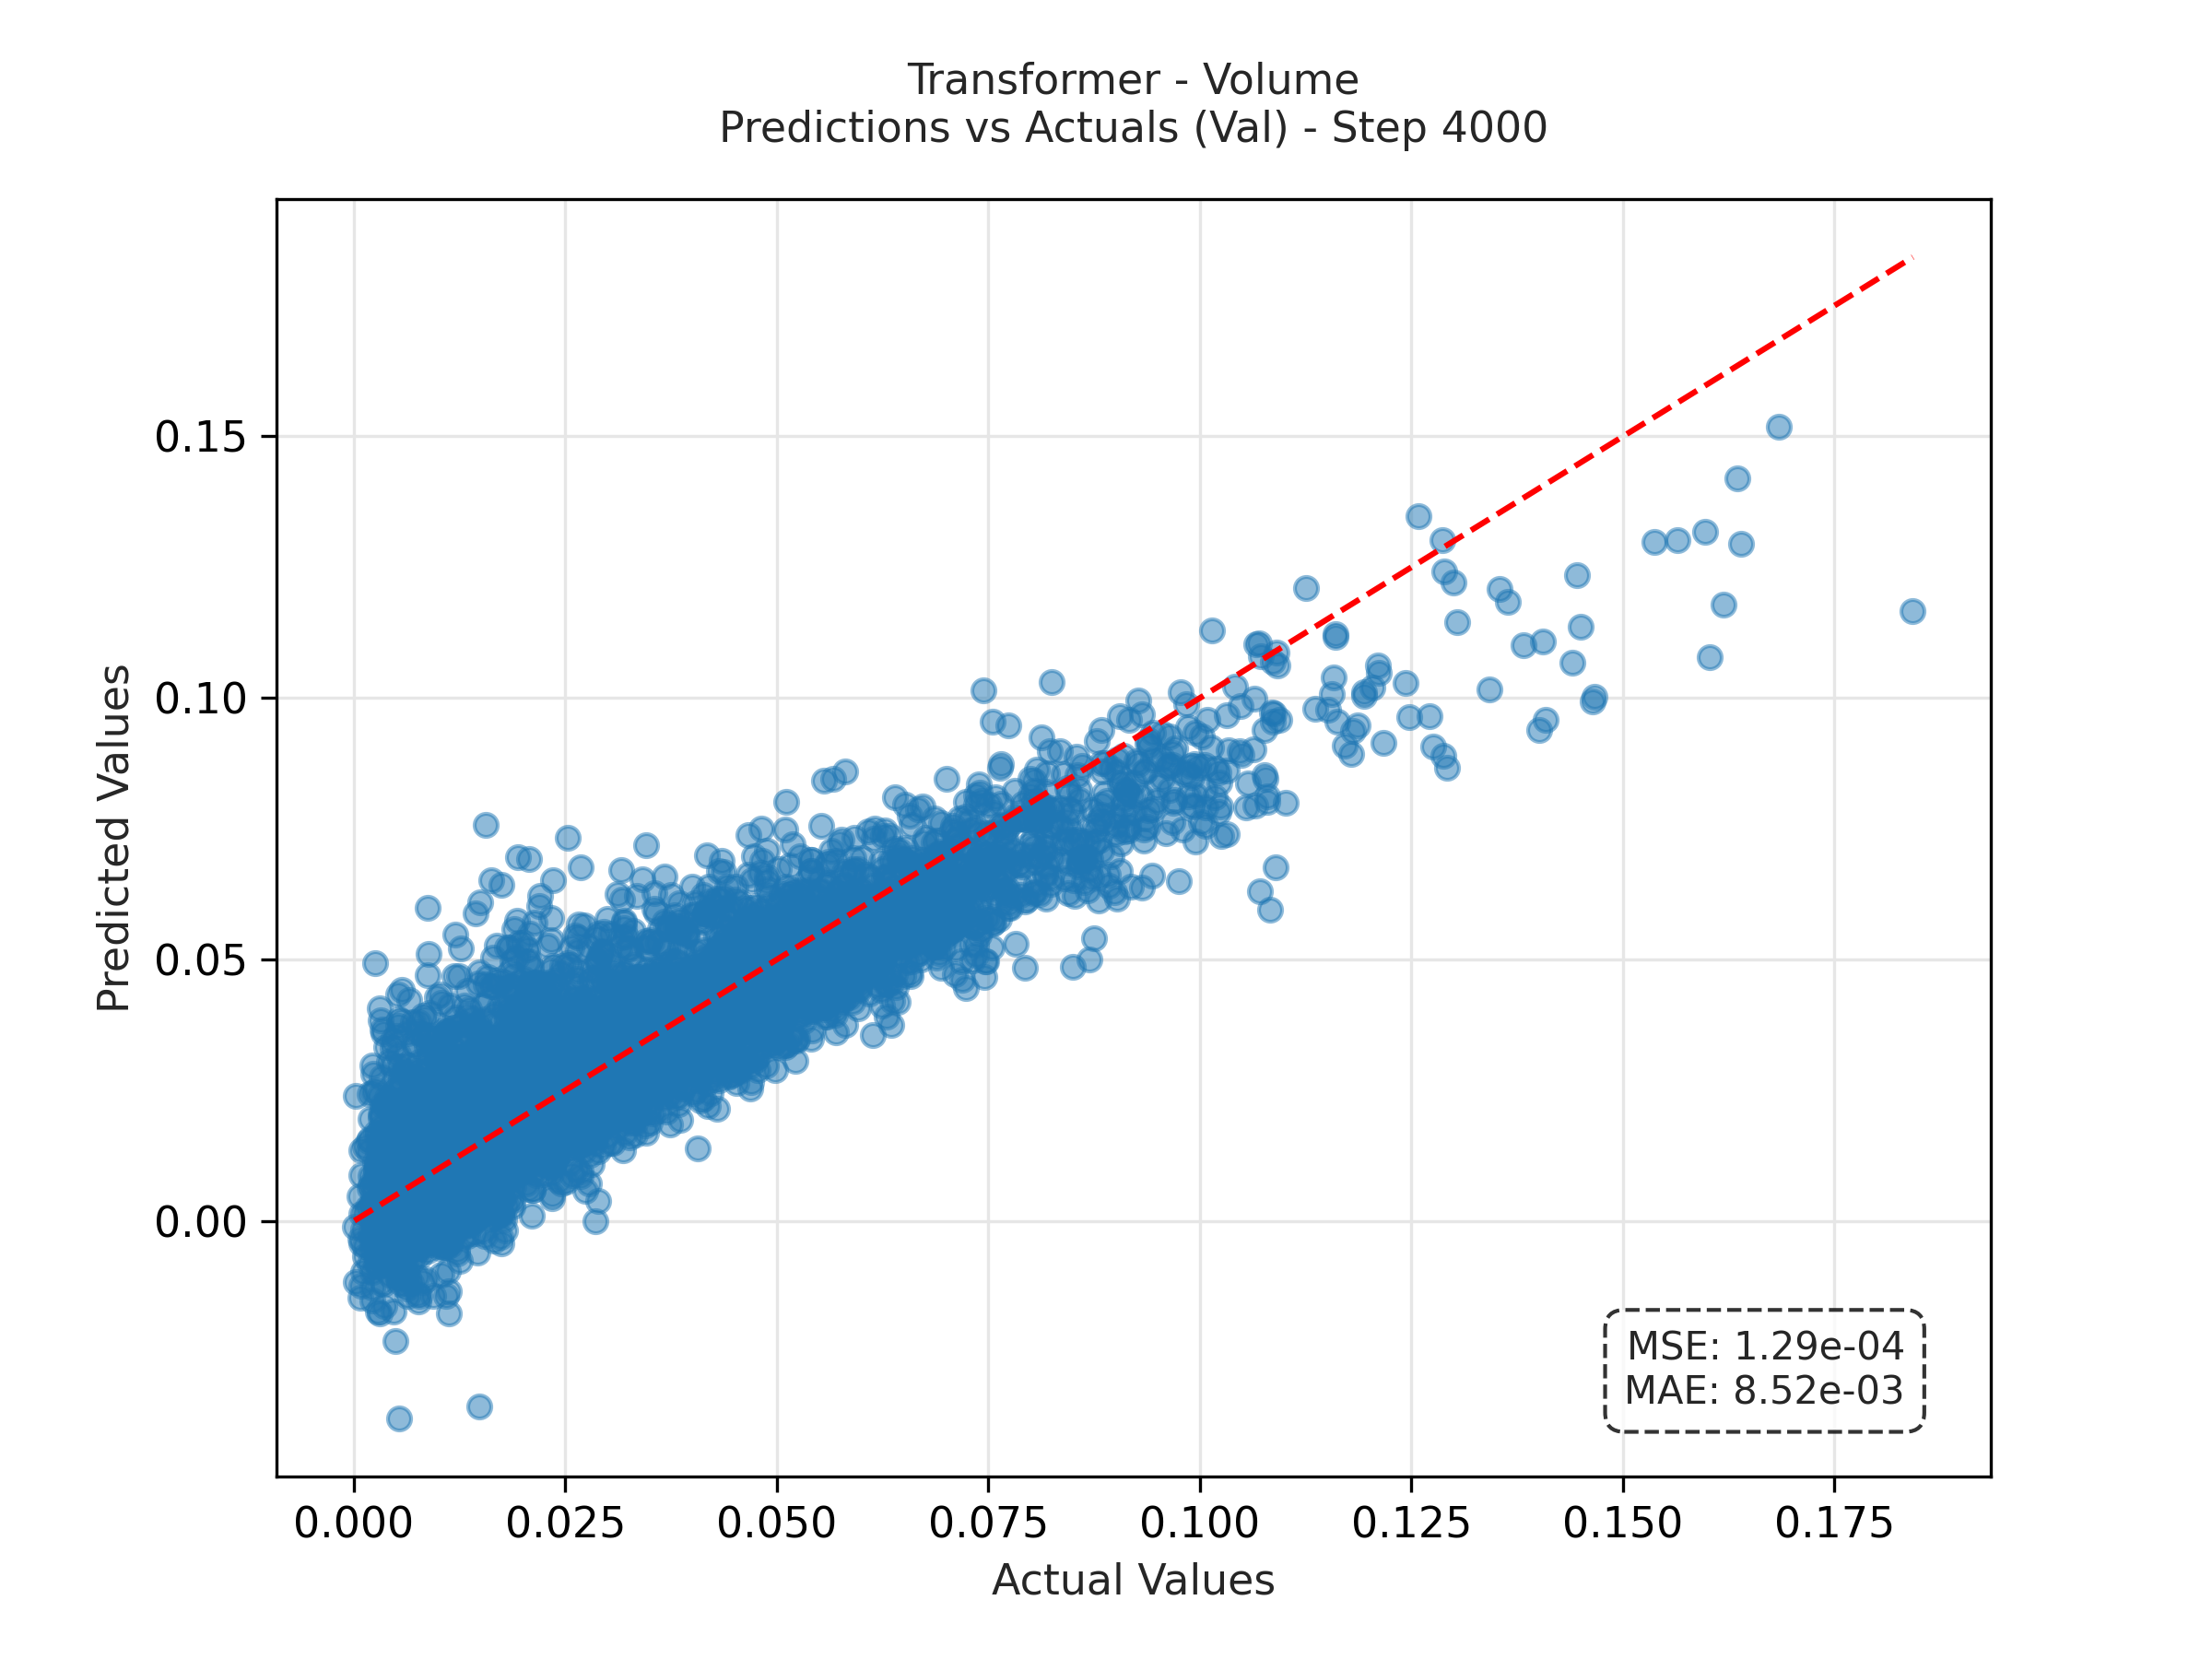 Transformer - Volume
Predictions vs Actuals (Val) - Step 4000
Predicted Values
0.15
0.10
0.05
0.00
MSE: 1.29e-04
MAE: 8.52e-03
0.000 0.025 0.050 0.075 0.100 0.125 0.150 0.175
Actual Values